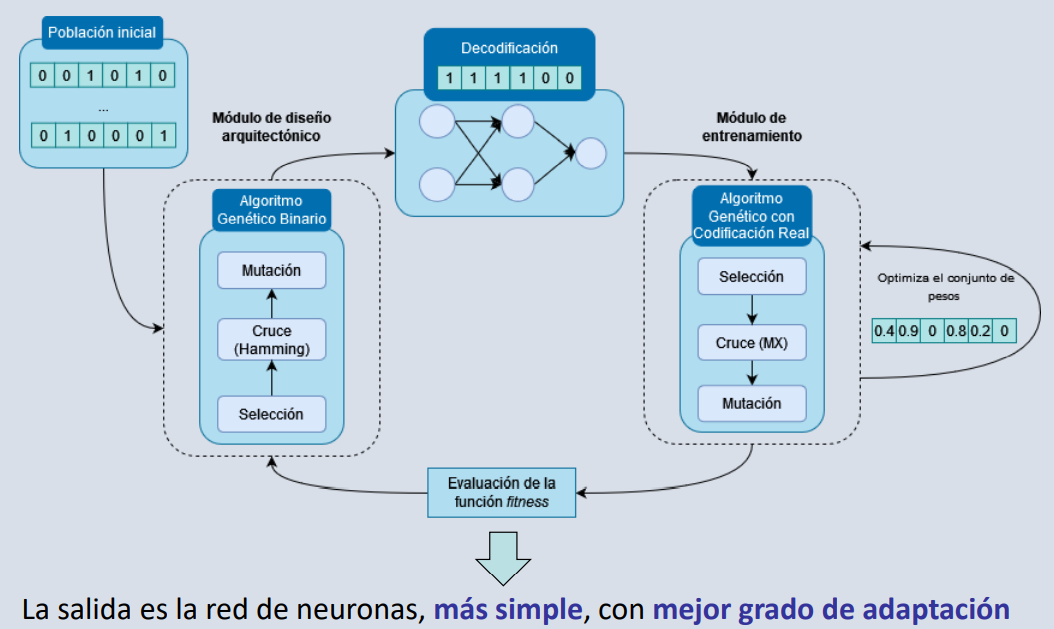 Población inicial
0 0 1 0 1 0
...
0 1 0 0 0 1
Módulo de diseño
arquitectónico
Decodificación
1 1 1 1 0 0
Módulo de
entrenamiento
Algoritmo
Genético Binario
Mutación
Cruce
(Hamming)
Selección
Algoritmo
Genético con
Codificación Real
Selección
Cruce (MX)
Mutación
Optimiza el conjunto de
pesos
0.4 0.9 0 0.8 0.2 0
Evaluación de la
función fitness
La salida es la red de neuronas, más simple, con mejor grado de adaptación